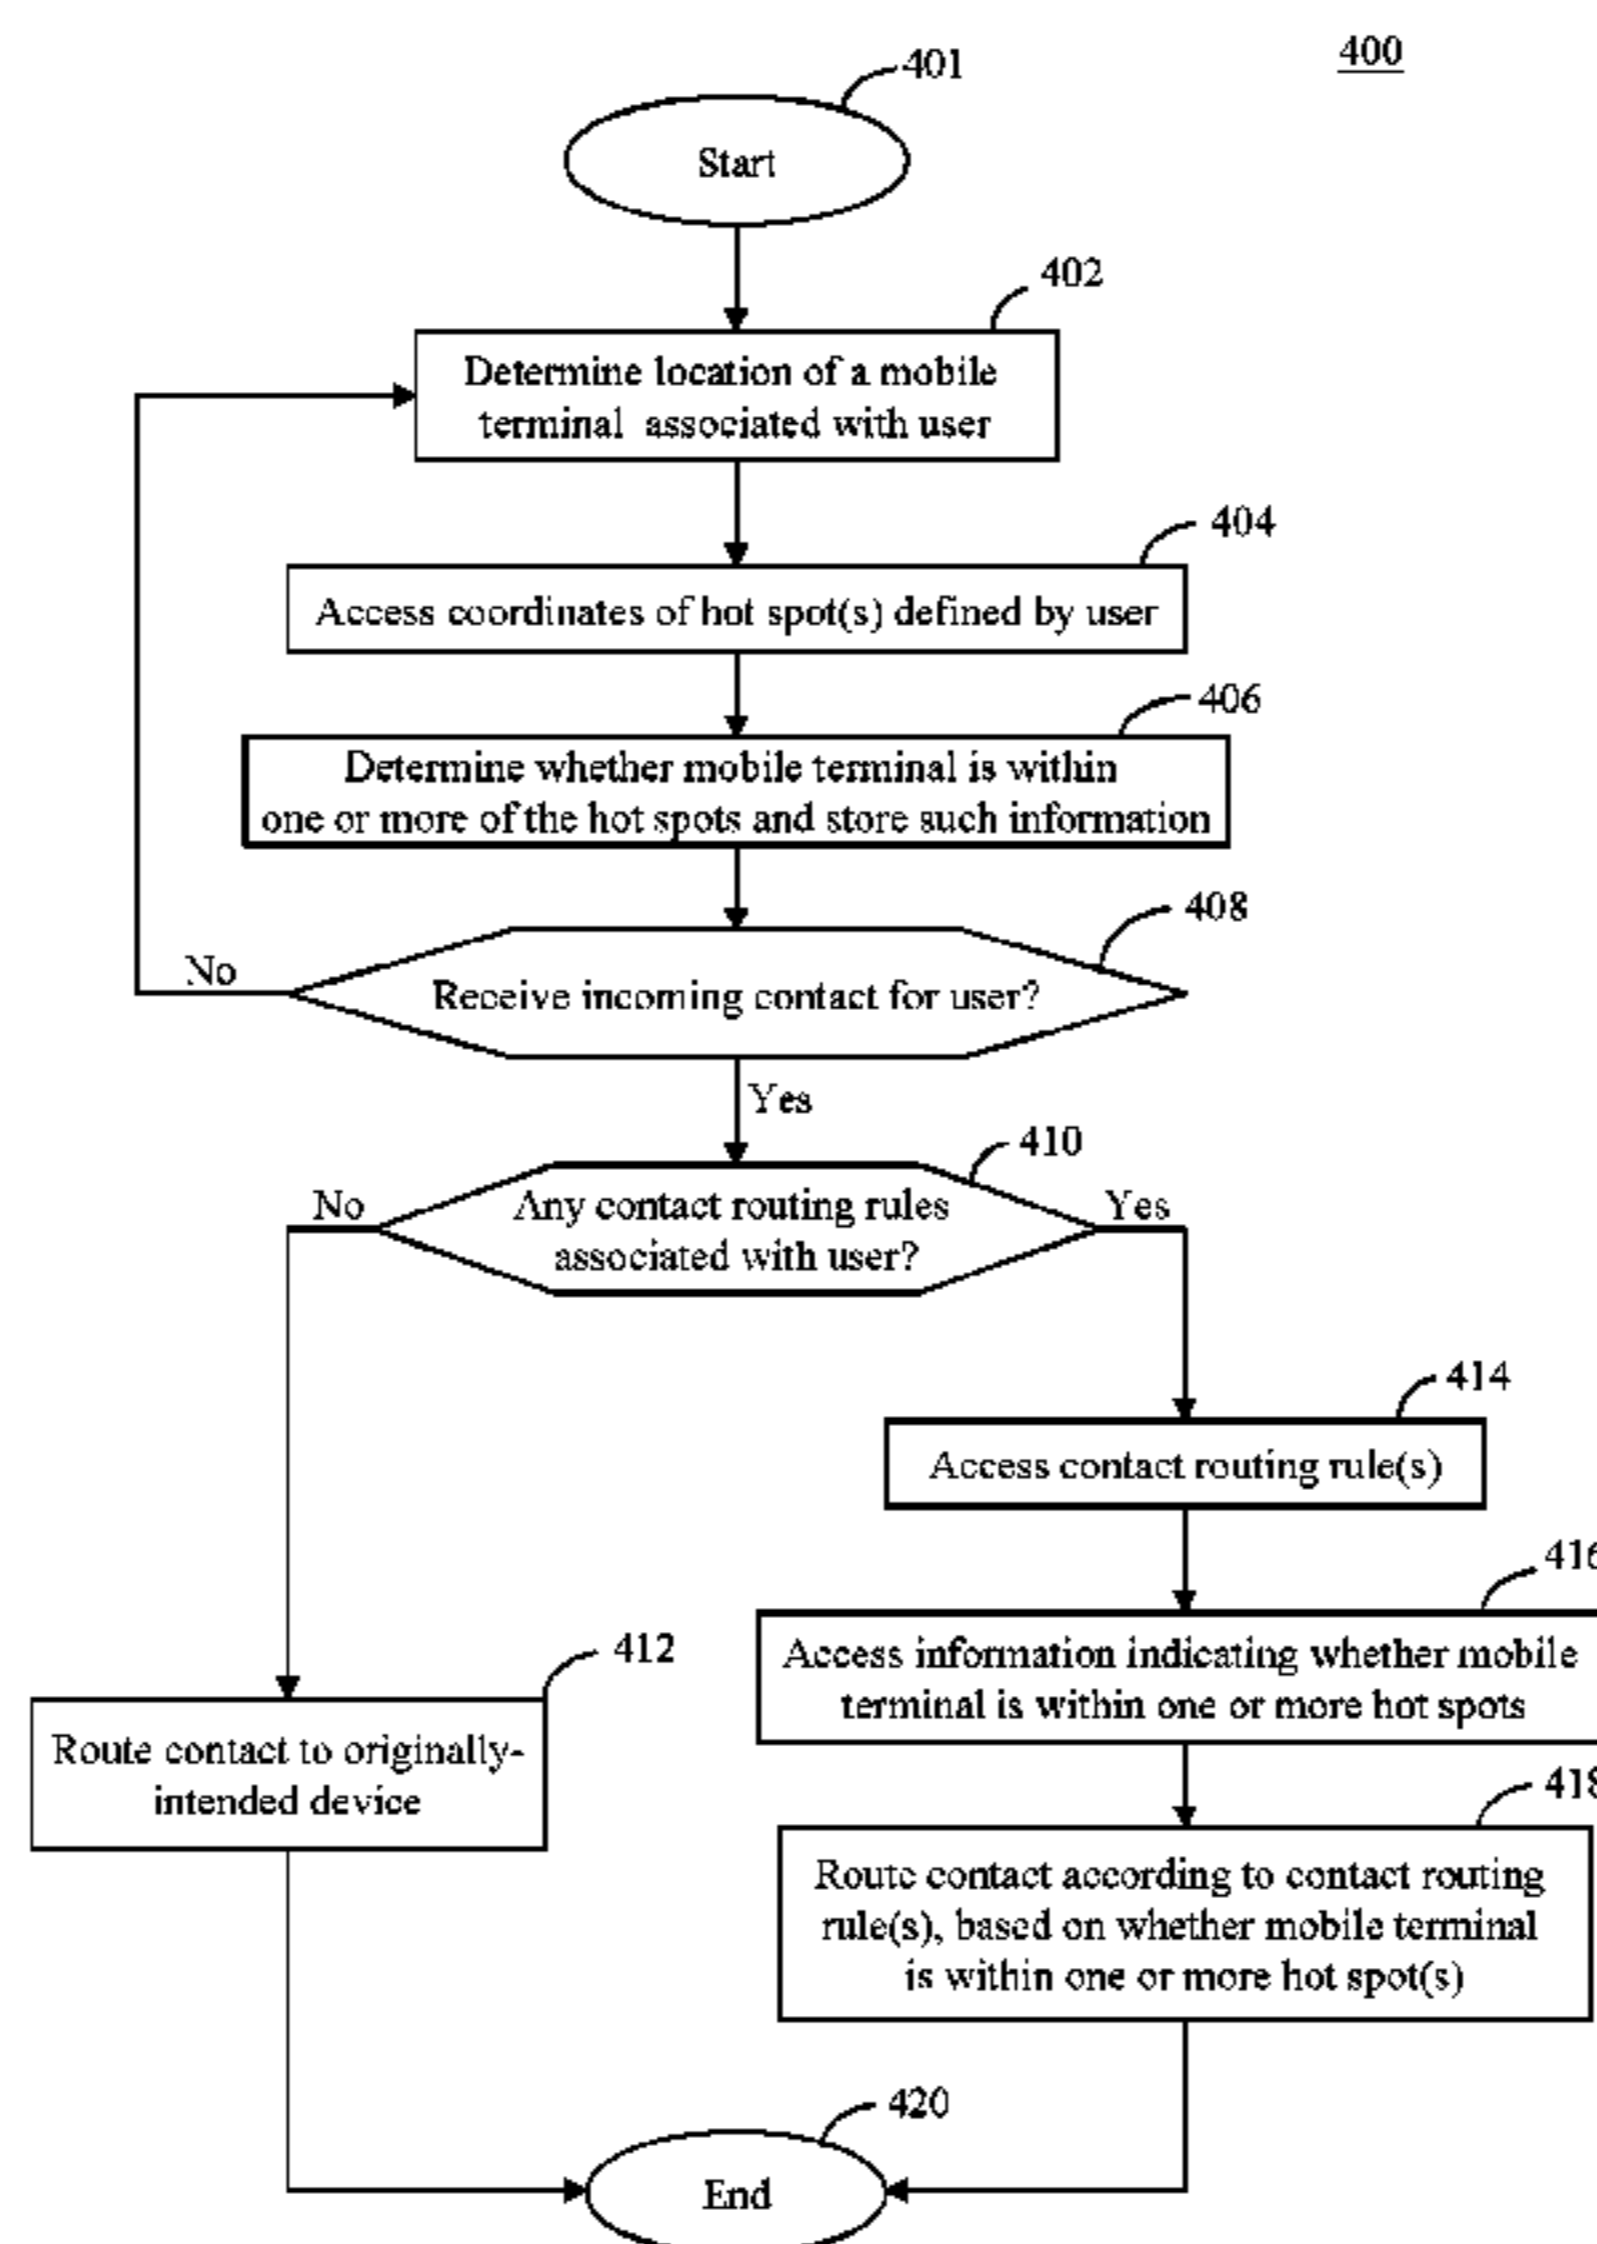 400
401
Start
402
Determine location of a mobile
terminal associated with user
404
Access coordinates of hot spot(s) defined by user
406
Determine whether mobile terminal is within
one or more of the hot spots and store such information
408
No
Receive incoming contact for user?
Yes
410
No
Any contact routing rules
associated with user?
Yes
414
Access contact routing rule(s)
416
Access information indicating whether mobile
terminal is within one or more hot spots
412
Route contact to originally-
intended device
418
Route contact according to contact routing
rule(s), based on whether mobile terminal
is within one or more hot spot(s)
420
End